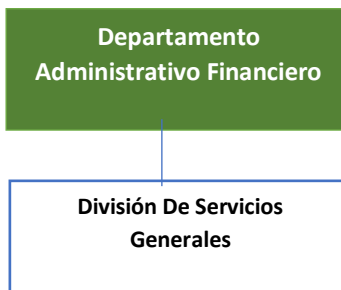 Departamento
Administrativo Financiero
División De Servicios
Generales